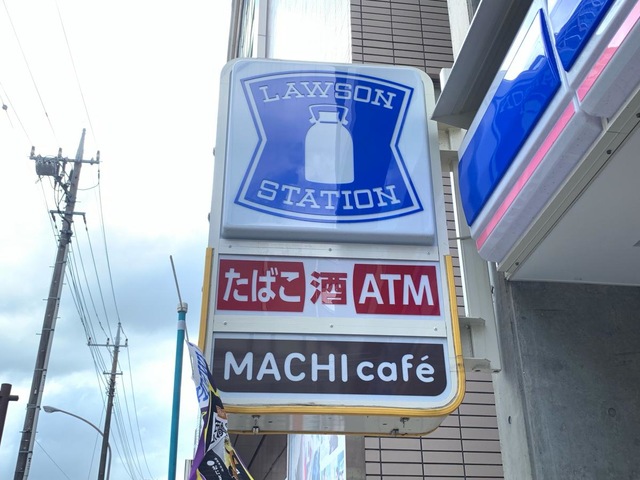 LAWSON
STATION
たばこ 酒 ATM
MACHI café